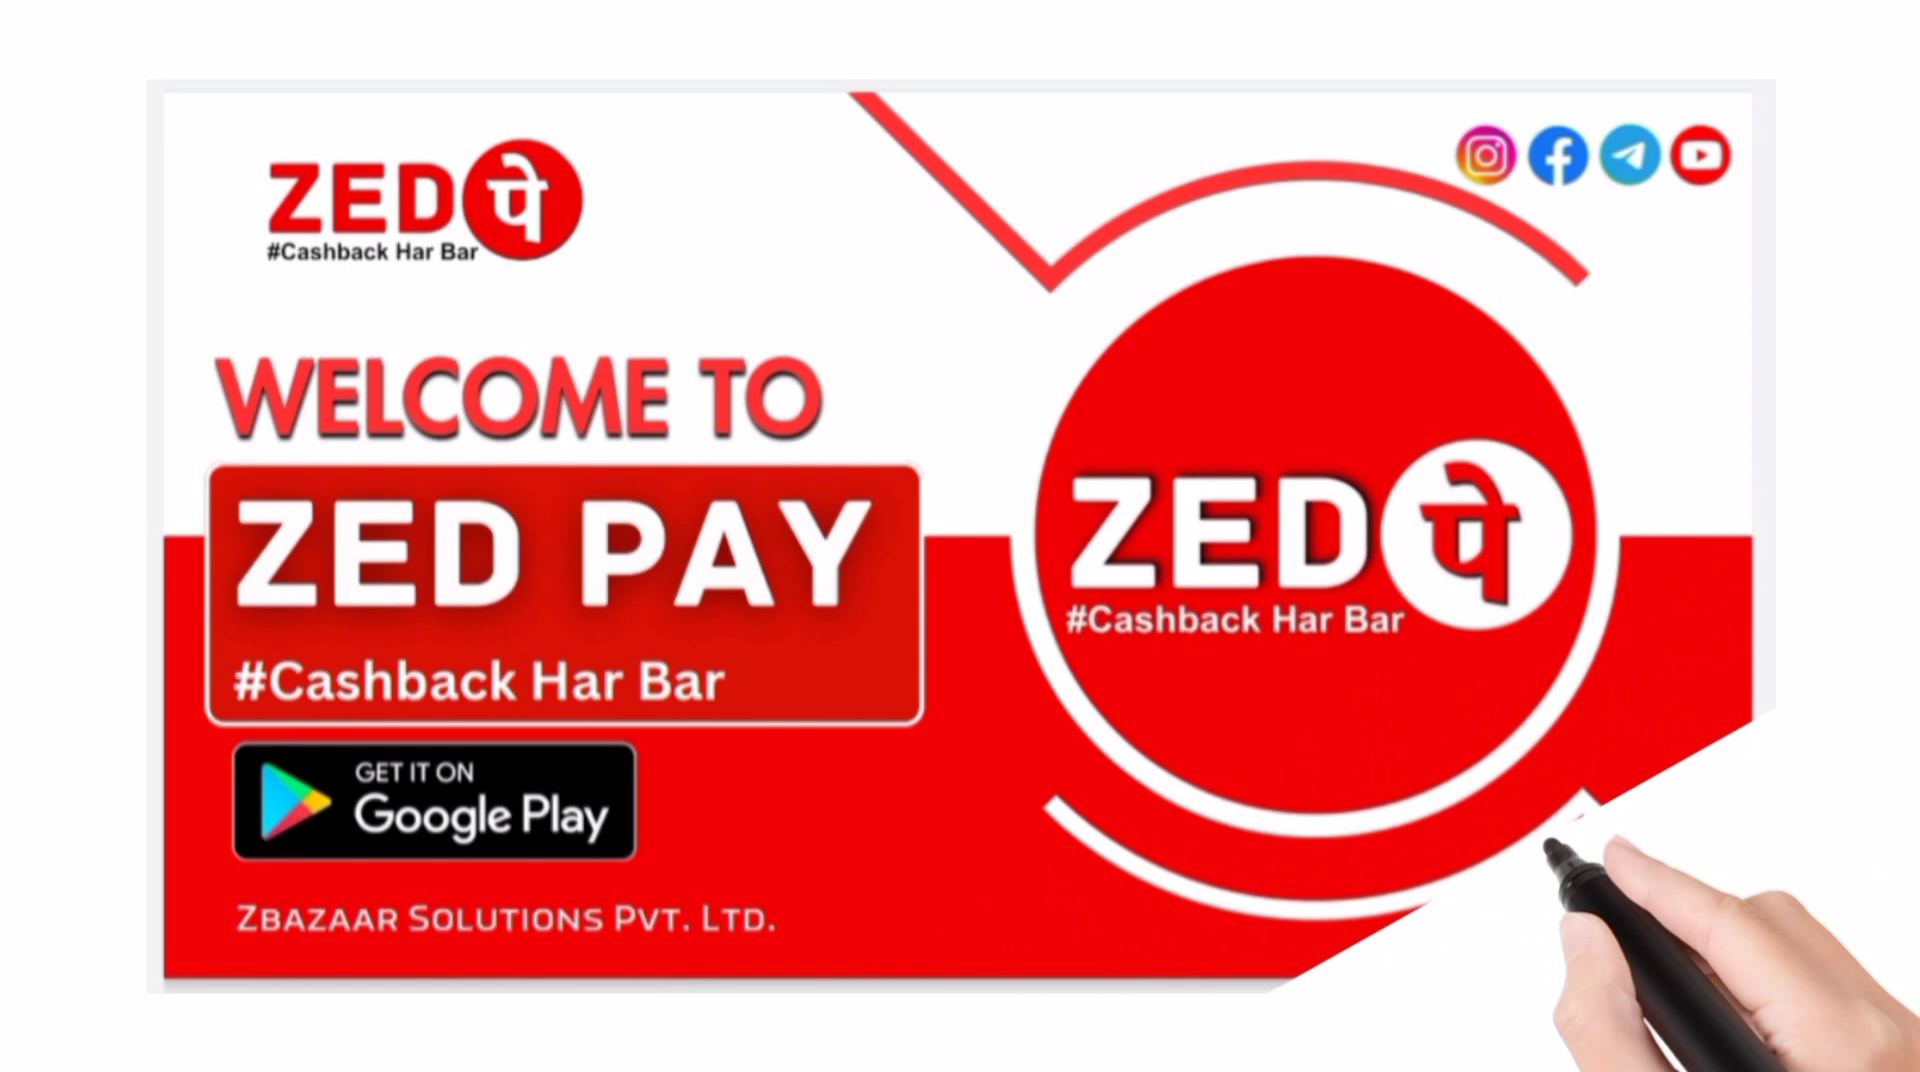 ZED पे
#Cashback Har Bar
WELCOME TO
ZED PAY
#Cashback Har Bar
GET IT ON
Google Play
ZBAZAAR SOLUTIONS PVT. LTD.
ZED पे
#Cashback Har Bar